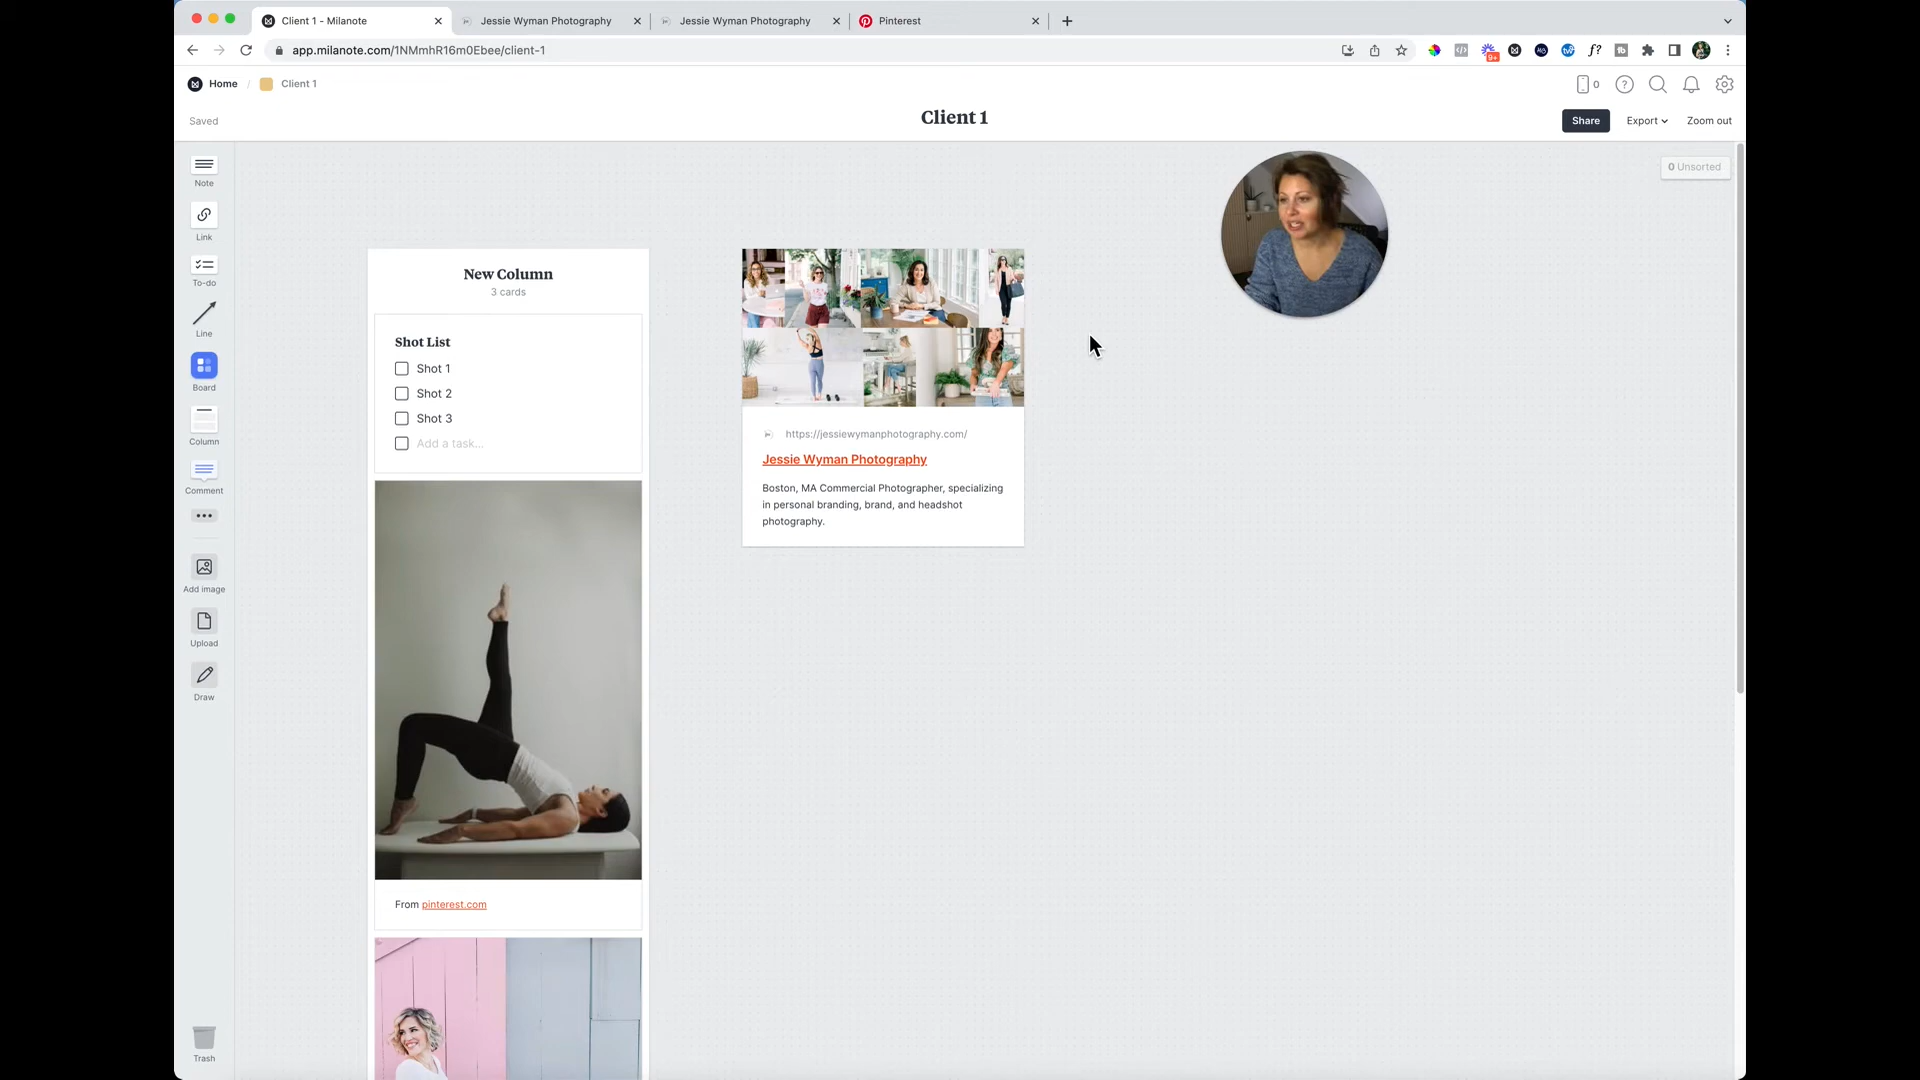 Client 1 - Milanote
Jessie Wyman Photography
Jessie Wyman Photography
Pinterest
app.milanote.com/1NMmhR16m0Ebee/client-1
9+
f?
Home / Client 1
0
?
Saved
Client 1
Share
Export
Zoom out
0 Unsorted
Note
Link
To-do
Line
Board
Column
Comment
Add image
Upload
Draw
Trash
New Column
3 cards
Shot List
Shot 1
Shot 2
Shot 3
Add a task...
From pinterest.com
https://jessiewymanphotography.com/
Jessie Wyman Photography
Boston, MA Commercial Photographer, specializing
in personal branding, brand, and headshot
photography.